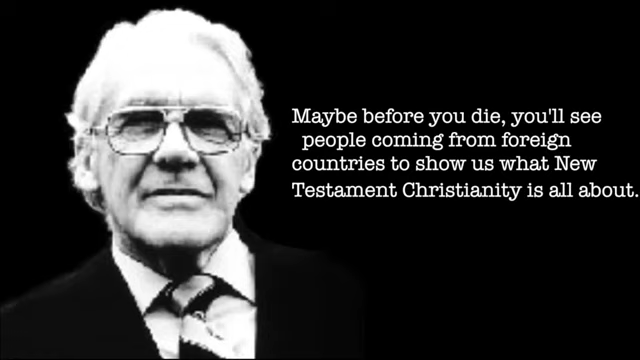 Maybe before you die, you'll see
people coming from foreign
countries to show us what New
Testament Christianity is all about.